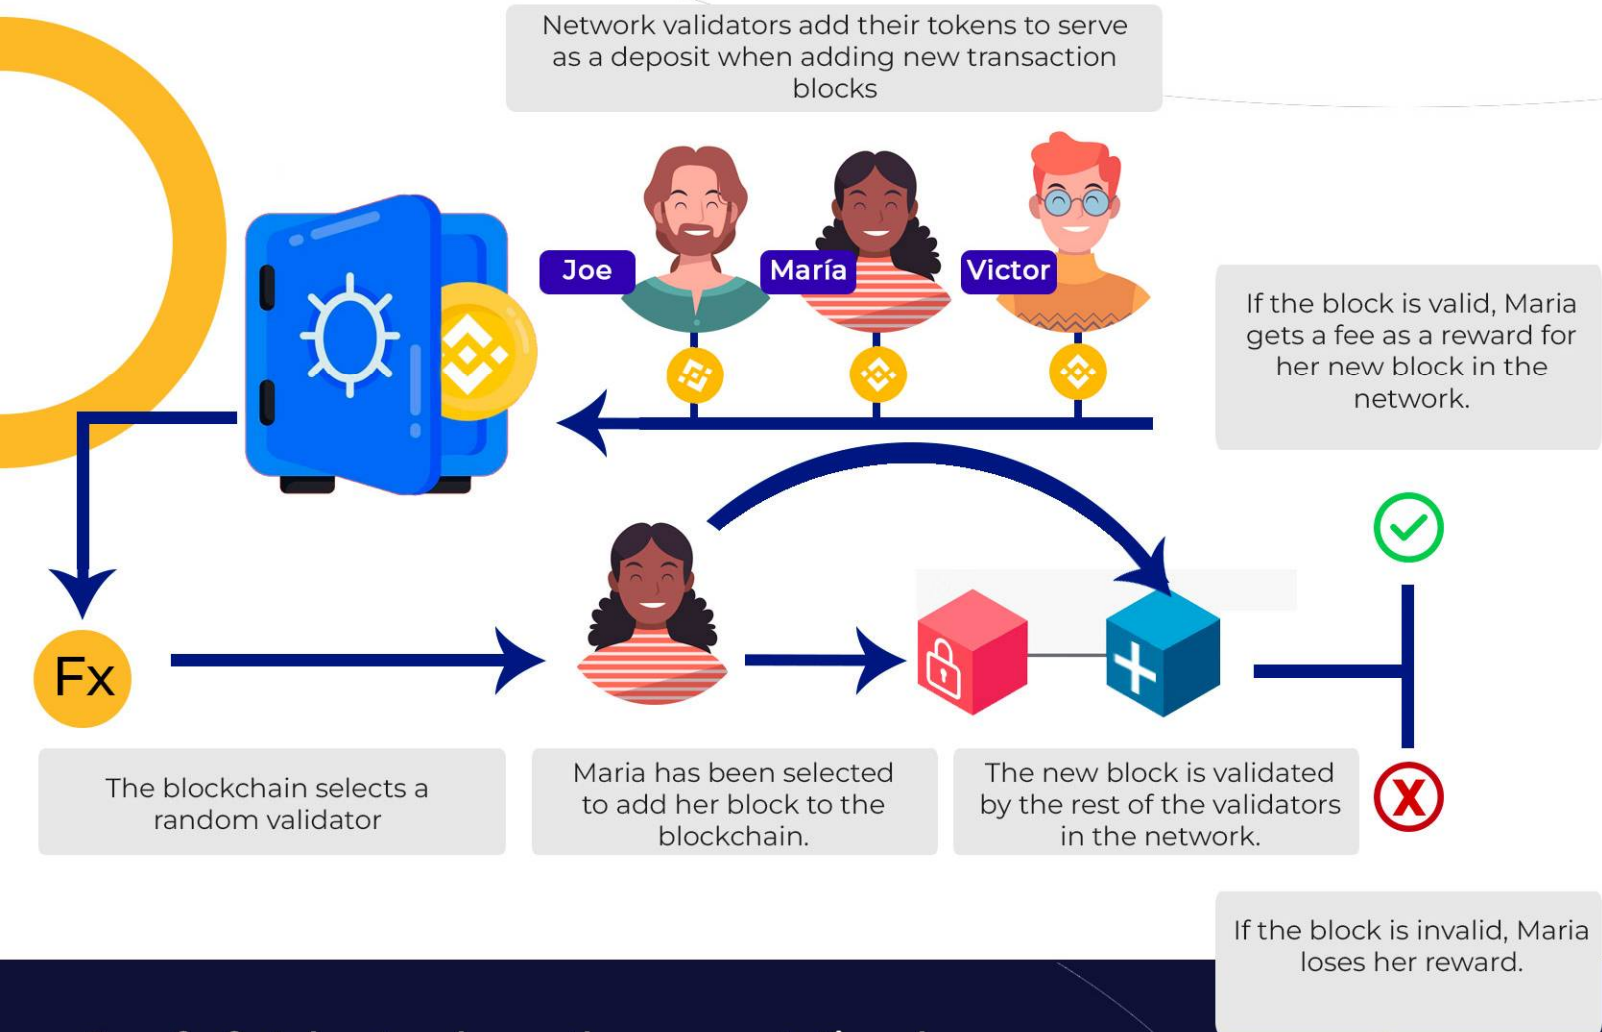 Network validators add their tokens to serve
as a deposit when adding new transaction
blocks
Joe
María
Victor
If the block is valid, Maria
gets a fee as a reward for
her new block in the
network.
Fx
The blockchain selects a
random validator
Maria has been selected
to add her block to the
blockchain.
The new block is validated
by the rest of the validators
in the network.
X
If the block is invalid, Maria
loses her reward.